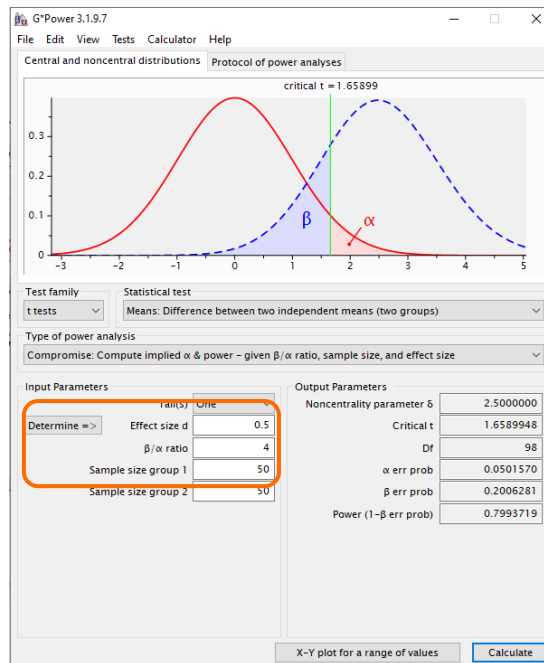 G*Power 3.1.9.7
File Edit View Tests Calculator Help
Central and noncentral distributions Protocol of power analyses
critical t = 1.65899
0.3
0.2
0.1
0
β
α
-3 -2 -1 0 1 2 3 4 5
Test family Statistical test
t tests Means: Difference between two independent means (two groups)
Type of power analysis
Compromise: Compute implied α & power – given β/α ratio, sample size, and effect size
Input Parameters Output Parameters
Tail(s) One Noncentrality parameter δ 2.5000000
Determine => Effect size d 0.5 Critical t 1.6589948
β/α ratio 4 Df 98
Sample size group 1 50 α err prob 0.0501570
Sample size group 2 50 β err prob 0.2006281
Power (1-β err prob) 0.7993719
X-Y plot for a range of values Calculate